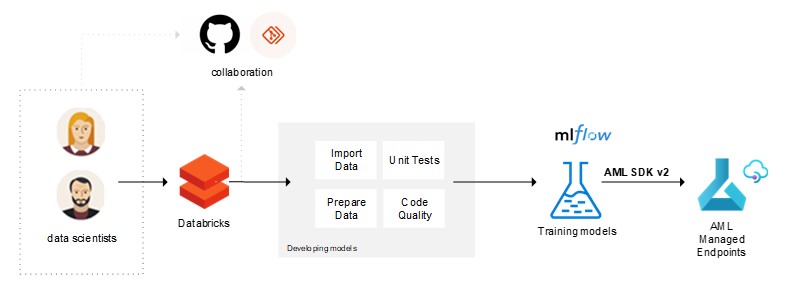 collaboration
data scientists
Databricks
Import
Data
Unit Tests
Prepare
Data
Code
Quality
Developing models
mlflow
Training models
AML SDK v2
AML
Managed
Endpoints